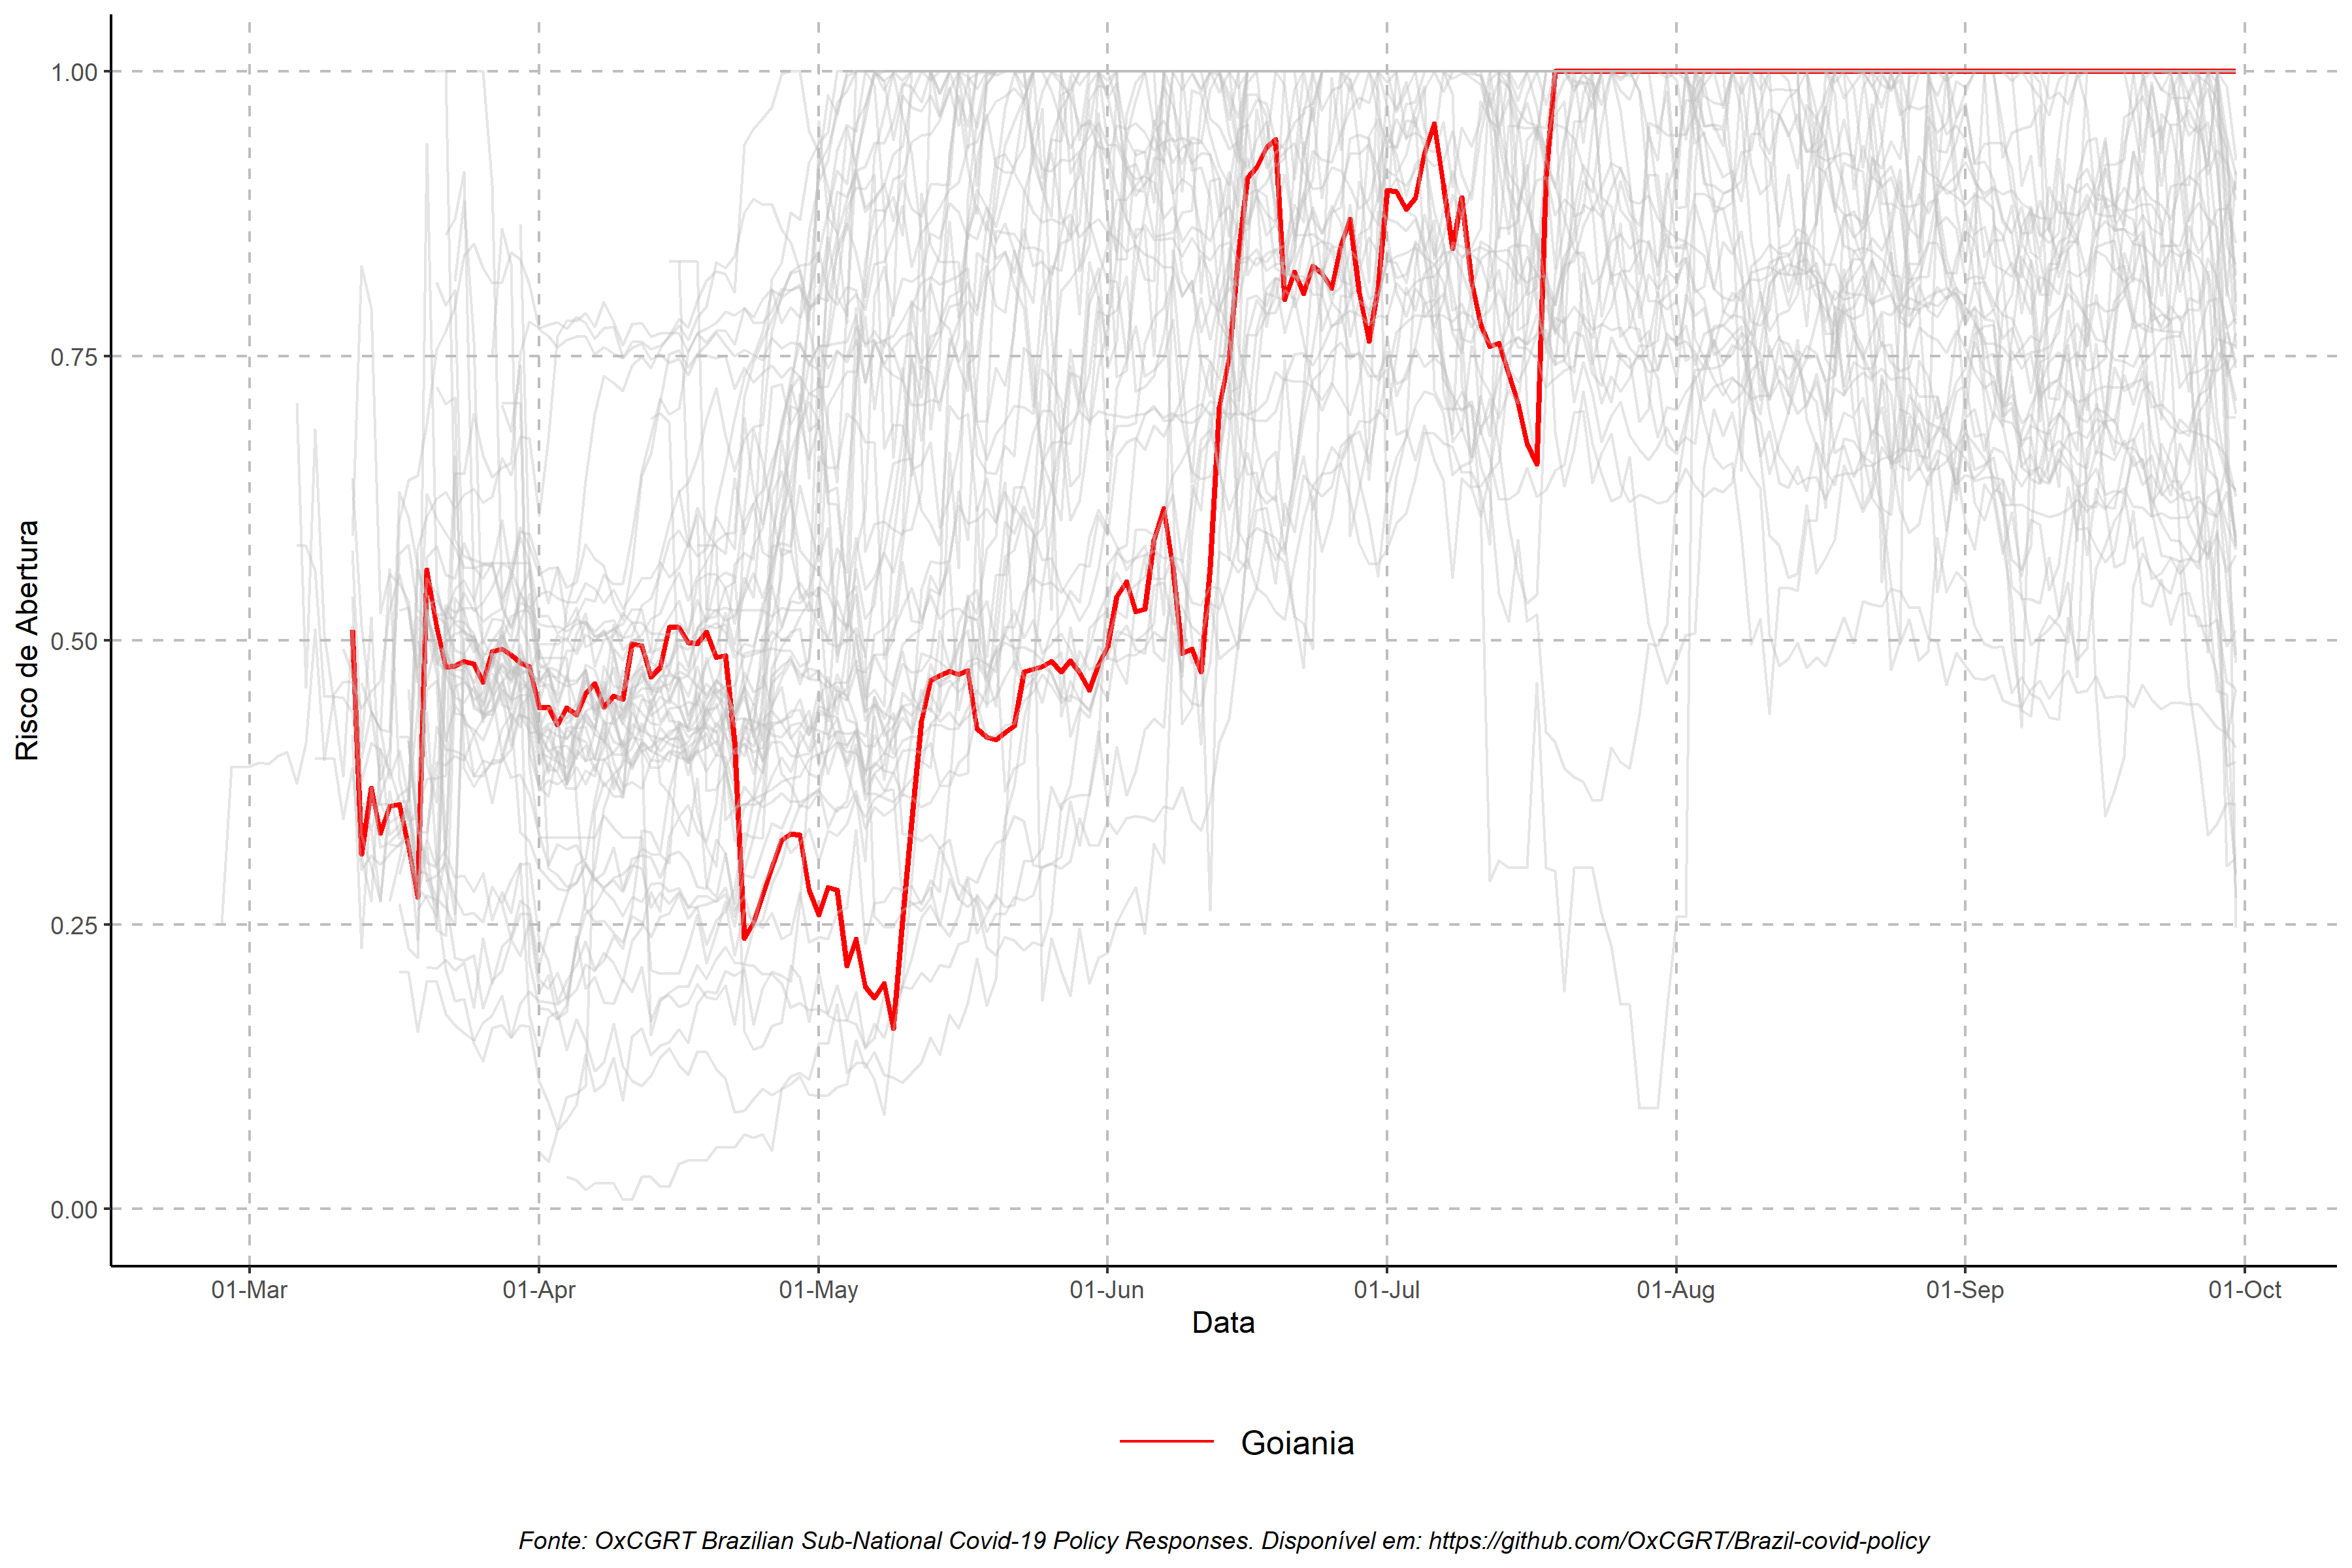 1.00
0.75
0.50
0.25
0.00
Risco de Abertura
01-Mar 01-Apr 01-May 01-Jun 01-Jul 01-Aug 01-Sep 01-Oct
Data
Goiania
Fonte: OxCGRT Brazilian Sub-National Covid-19 Policy Responses. Disponível em: https://github.com/OxCGRT/Brazil-covid-policy